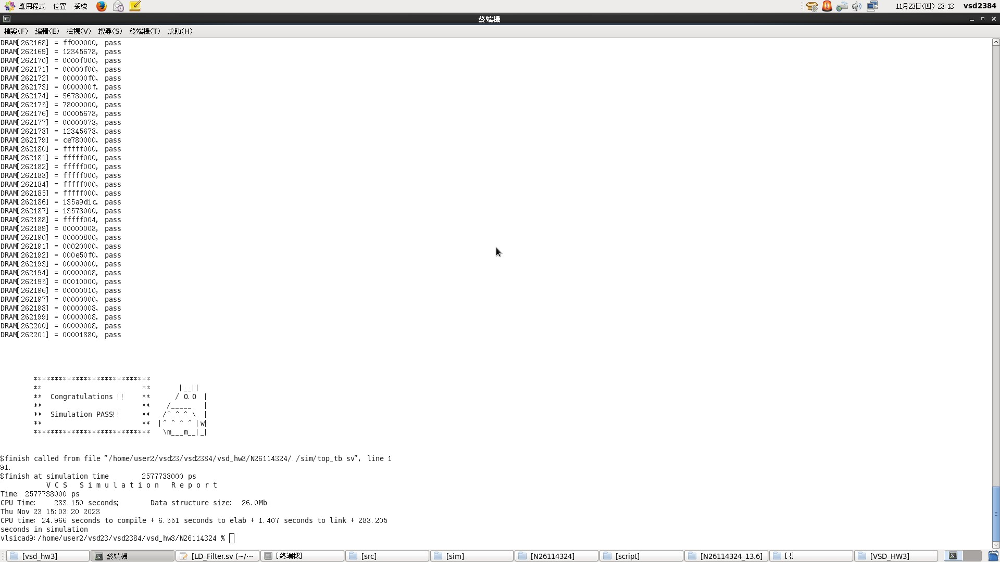 應用程式 位置 系統 11月23日(四) 23:13 vsd2384
終端機
檔案(F) 編輯(E) 檢視(V) 搜尋(S) 終端機(T) 求助(H)
DRAM[262168] = ff000000, pass
DRAM[262169] = 12345678, pass
DRAM[262170] = 0000f000, pass
DRAM[262171] = 00000f00, pass
DRAM[262172] = 000000f0, pass
DRAM[262173] = 0000000f, pass
DRAM[262174] = 56780000, pass
DRAM[262175] = 78000000, pass
DRAM[262176] = 00005678, pass
DRAM[262177] = 00000078, pass
DRAM[262178] = 12345678, pass
DRAM[262179] = ce780000, pass
DRAM[262180] = fffff000, pass
DRAM[262181] = fffff000, pass
DRAM[262182] = fffff000, pass
DRAM[262183] = fffff000, pass
DRAM[262184] = fffff000, pass
DRAM[262185] = fffff000, pass
DRAM[262186] = 135a9d1c, pass
DRAM[262187] = 13578000, pass
DRAM[262188] = fffff004, pass
DRAM[262189] = 00000008, pass
DRAM[262190] = 00000800, pass
DRAM[262191] = 00020000, pass
DRAM[262192] = 000e50f0, pass
DRAM[262193] = 00000000, pass
DRAM[262194] = 00000008, pass
DRAM[262195] = 00010000, pass
DRAM[262196] = 00000010, pass
DRAM[262197] = 00000000, pass
DRAM[262198] = 00000008, pass
DRAM[262199] = 00000008, pass
DRAM[262200] = 00000008, pass
DRAM[262201] = 00001880, pass
****************************
**                        **       |__||
**  Congratulations !!    **      / O.O  |
**                        **    /_____   |
**  Simulation PASS!!     **   /^ ^ ^ \  |
**                        **  |^ ^ ^ ^ |w|
****************************   \m___m__|_|
$finish called from file "/home/user2/vsd23/vsd2384/vsd_hw3/N26114324/./sim/top_tb.sv", line 1
91.
$finish at simulation time        2577738000 ps
V C S   S i m u l a t i o n   R e p o r t
Time: 2577738000 ps
CPU Time:    283.150 seconds;       Data structure size:  26.0Mb
Thu Nov 23 15:03:20 2023
CPU time: 24.966 seconds to compile + 6.551 seconds to elab + 1.407 seconds to link + 283.205
seconds in simulation
vlsicad9:/home/user2/vsd23/vsd2384/vsd_hw3/N26114324 %
[vsd_hw3] 終端機 [LD_Filter.sv (~/··· [終端機] [src] [sim] [N26114324] [script] [N26114324_13.6] [ {] [VSD_HW3]